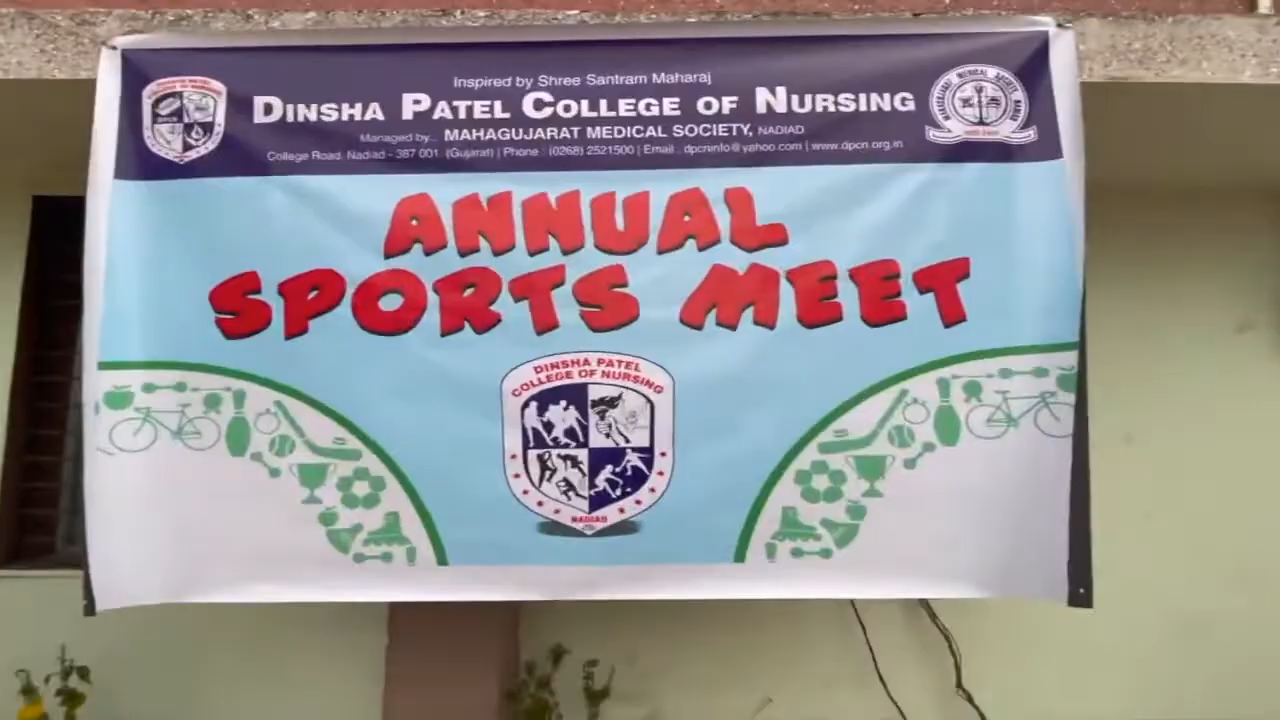 Inspired by Shree Santram Maharaj
DINSHA PATEL COLLEGE OF NURSING
Managed by... MAHAGUJARAT MEDICAL SOCIETY, NADIAD
College Road, Nadiad - 387 001. (Gujarat) | Phone : (0268) 2521500 | Email : dpcninfo@yahoo.com | www.dpcn.org.in
ANNUAL
SPORTS MEET
DINSHA PATEL
COLLEGE OF NURSING
NADIAD